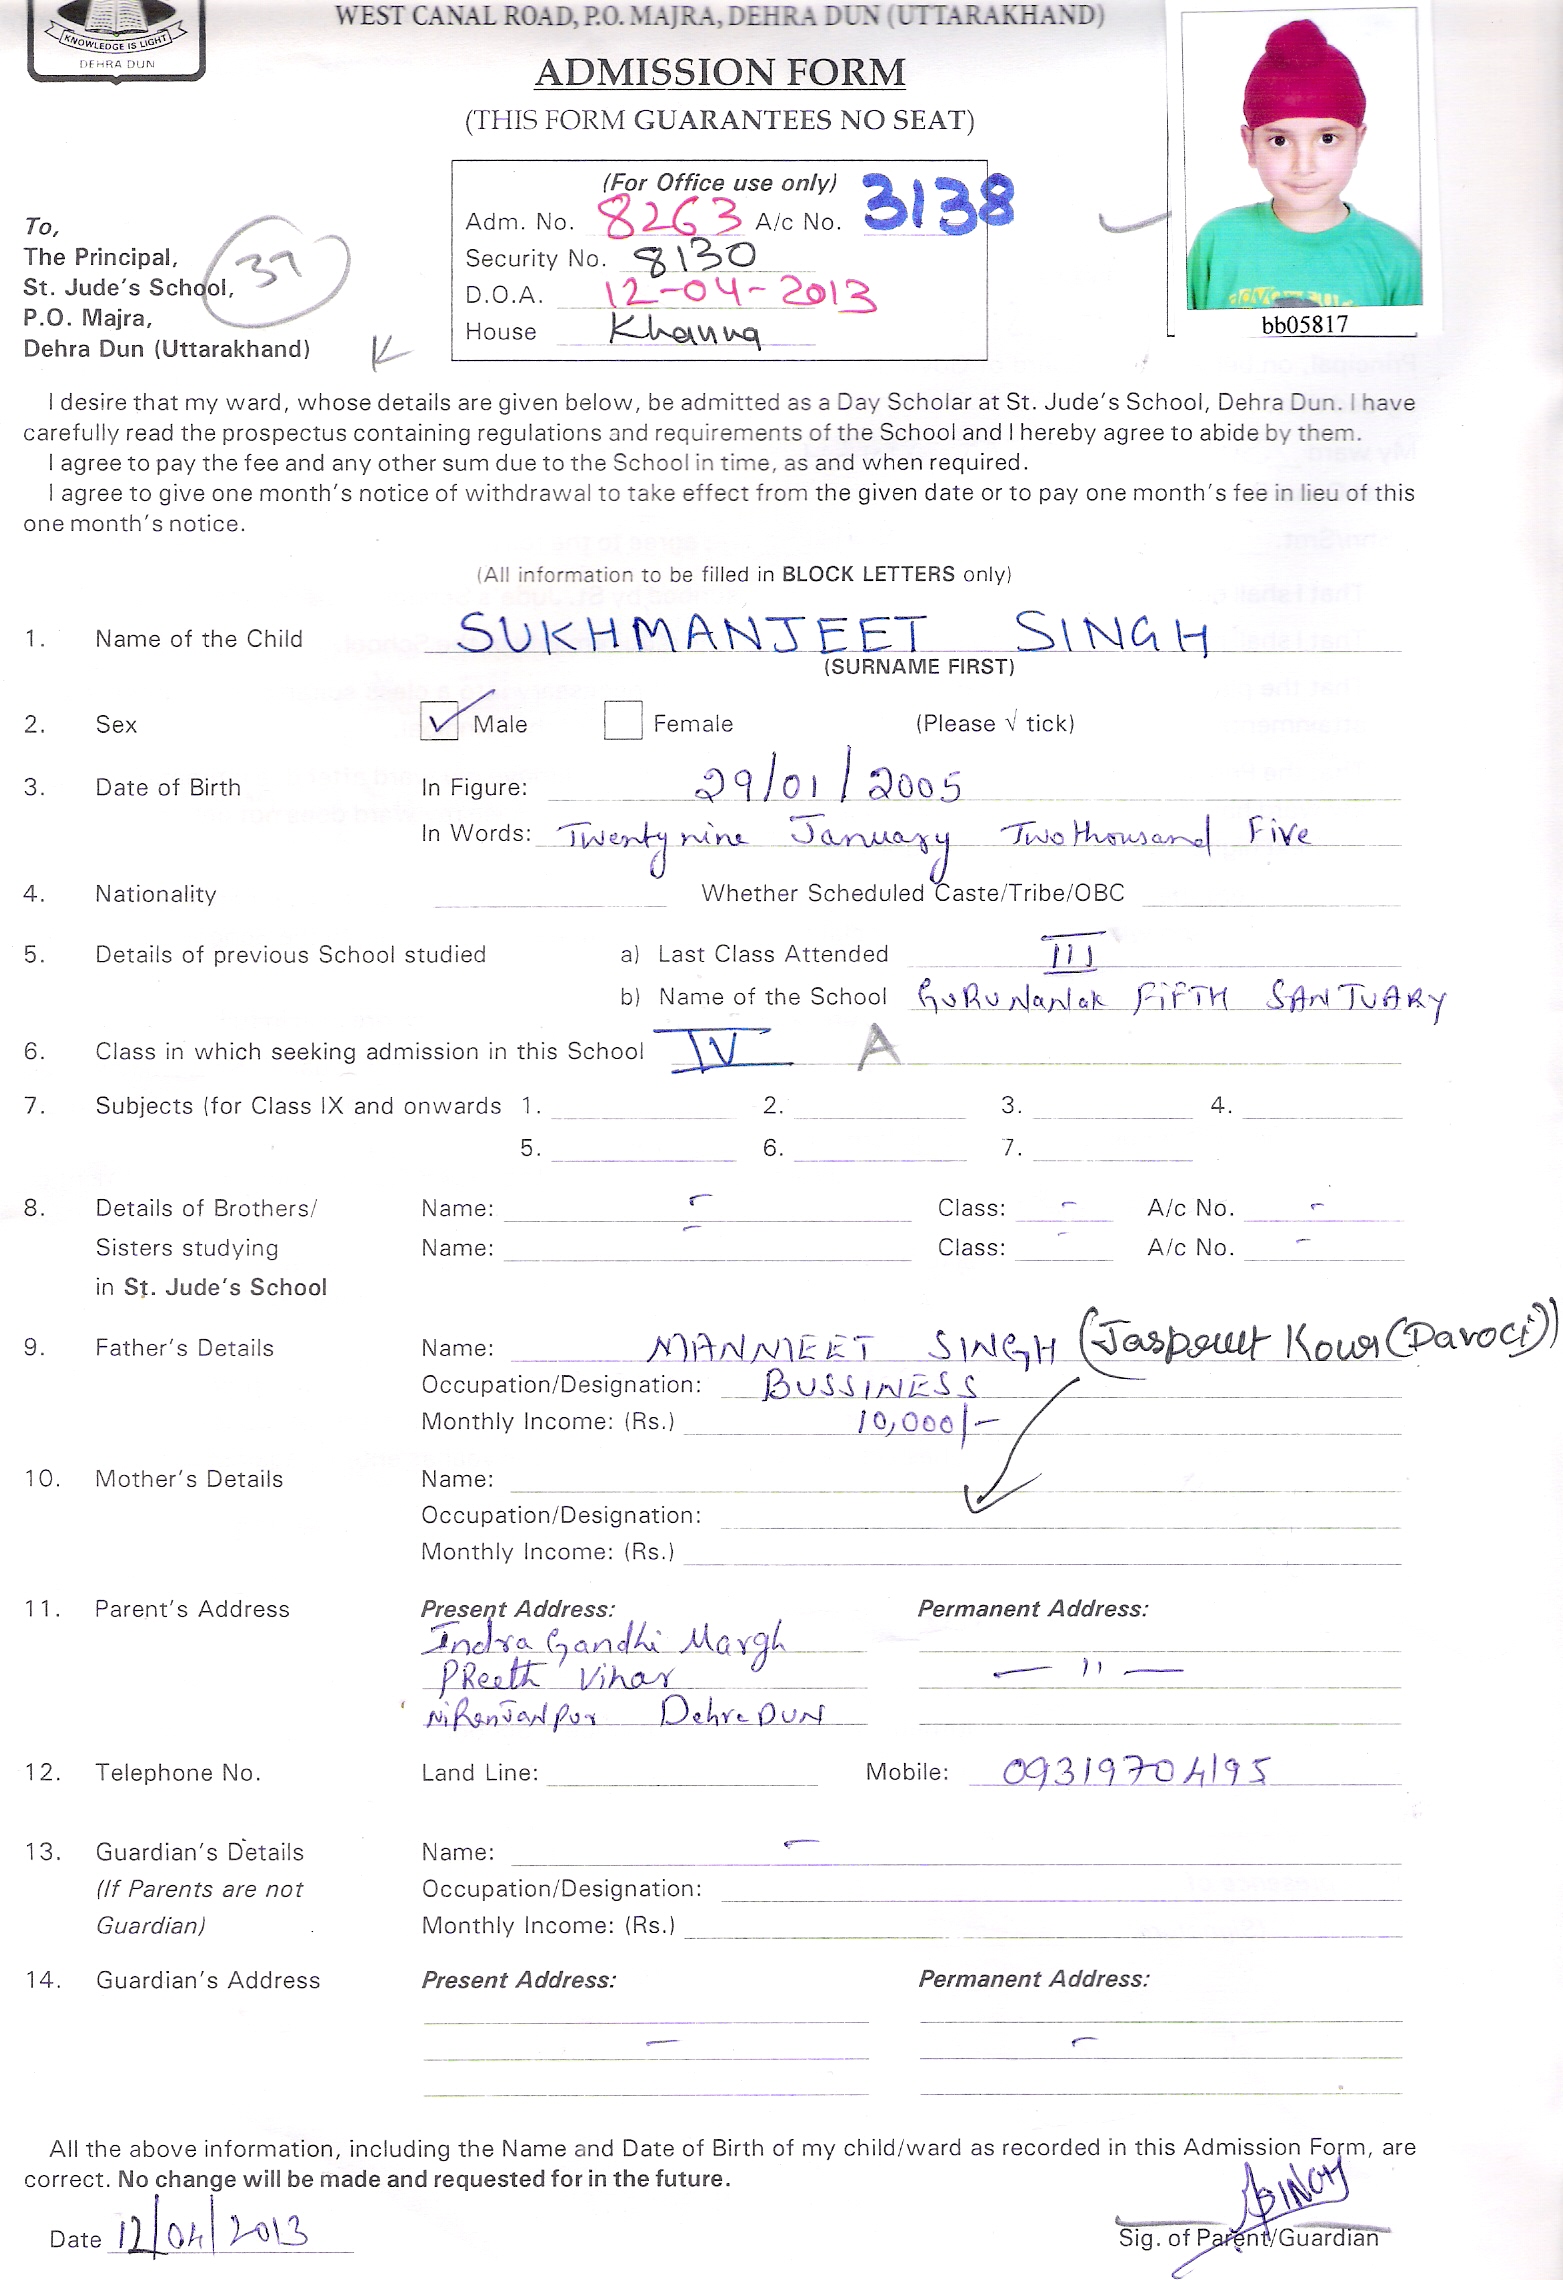 WEST CANAL ROAD, P.O. MAJRA, DEHRA DUN (UTTARAKHAND)
KNOWLEDGE IS LIGHT
DEHRA DUN
ADMISSION FORM
(THIS FORM GUARANTEES NO SEAT)
bb05817
(For Office use only)
Adm. No. 8263 A/c No. 3138
Security No. 8130
D.O.A. 12-04-2013
House Khanna
To,
The Principal,
St. Jude's School,
37
P.O. Majra,
Dehra Dun (Uttarakhand)
K
I desire that my ward, whose details are given below, be admitted as a Day Scholar at St. Jude's School, Dehra Dun. I have
carefully read the prospectus containing regulations and requirements of the School and I hereby agree to abide by them.
I agree to pay the fee and any other sum due to the School in time, as and when required.
I agree to give one month's notice of withdrawal to take effect from the given date or to pay one month's fee in lieu of this
one month's notice.
(All information to be filled in BLOCK LETTERS only)
1. Name of the Child SUKHMANJEET SINGH
(SURNAME FIRST)
2. Sex ✓ Male Female (Please √ tick)
3. Date of Birth In Figure: 29/01/2005
In Words: Twenty nine January Two thousand Five
4. Nationality Whether Scheduled Caste/Tribe/OBC
5. Details of previous School studied a) Last Class Attended III
b) Name of the School GURU Nanak FIFTH SANTUARY
6. Class in which seeking admission in this School IV A
7. Subjects (for Class IX and onwards 1. 2. 3. 4.
5. 6. 7.
8. Details of Brothers/ Name: - Class: - A/c No. -
Sisters studying Name: - Class: - A/c No. -
in St. Jude's School
9. Father's Details Name: MANMEET SINGH (Jaspreet Kour
Occupation/Designation: BUSSINESS
Monthly Income: (Rs.) 10,000/-
10. Mother's Details Name:
Occupation/Designation:
Monthly Income: (Rs.)
11. Parent's Address Present Address: Permanent Address:
Indra Gandhi Margh
PReeth Vihar — " —
NiRanJanpur DehraDUN
12. Telephone No. Land Line: Mobile: 09319704195
13. Guardian's Details Name: -
(If Parents are not Occupation/Designation:
Guardian) Monthly Income: (Rs.)
14. Guardian's Address Present Address: Permanent Address:
- -
All the above information, including the Name and Date of Birth of my child/ward as recorded in this Admission Form, are
correct. No change will be made and requested for in the future.
Date 12/04/2013 Sig. of Parent/Guardian